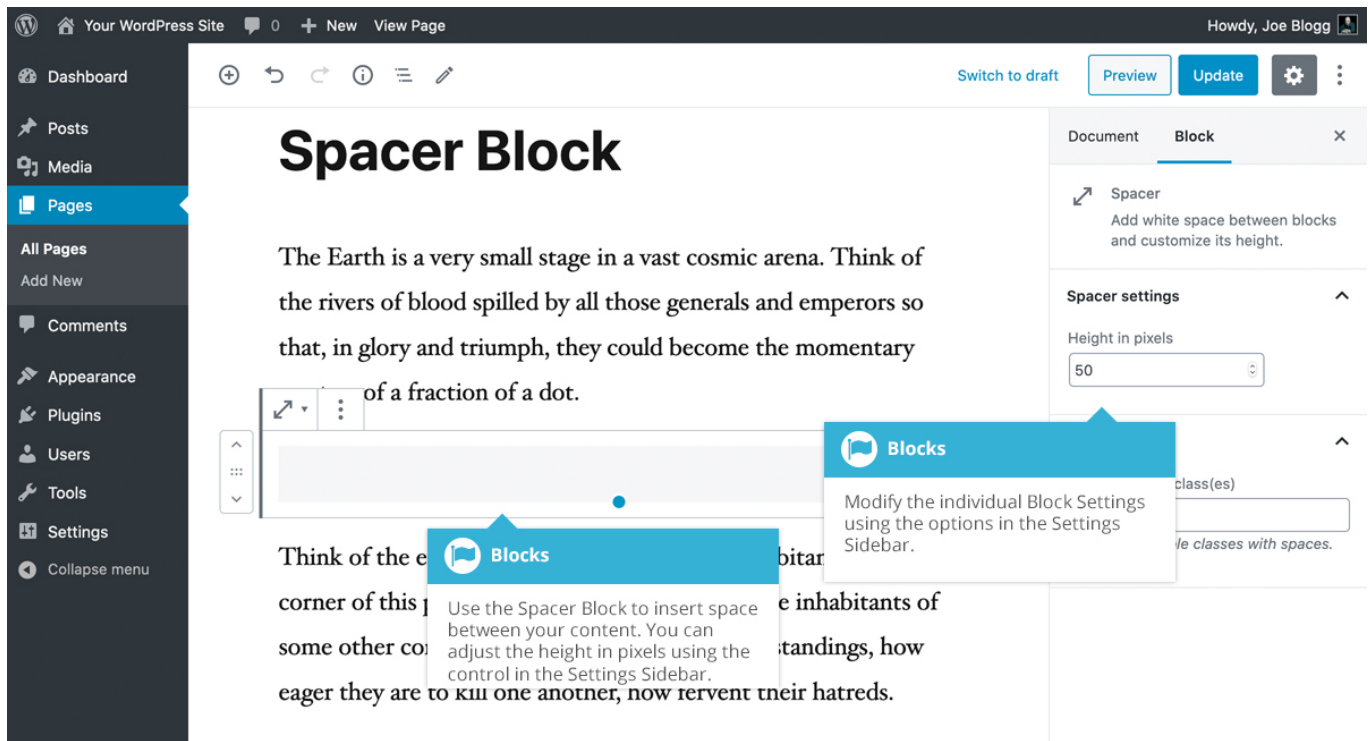 Your WordPress Site 0 New View Page Howdy, Joe Blogg
Dashboard
Posts
Media
Pages
All Pages
Add New
Comments
Appearance
Plugins
Users
Tools
Settings
Collapse menu
Switch to draft Preview Update
Spacer Block
The Earth is a very small stage in a vast cosmic arena. Think of
the rivers of blood spilled by all those generals and emperors so
that, in glory and triumph, they could become the momentary
of a fraction of a dot.
Think of the e
corner of this e inhabitants of
some other co standings, how
eager they are to kill one another, how fervent their hatreds.
Blocks
Use the Spacer Block to insert space
between your content. You can
adjust the height in pixels using the
control in the Settings Sidebar.
Document Block
Spacer
Add white space between blocks
and customize its height.
Spacer settings
Height in pixels
50
Blocks
Modify the individual Block Settings
using the options in the Settings
Sidebar.
class(es)
le classes with spaces.